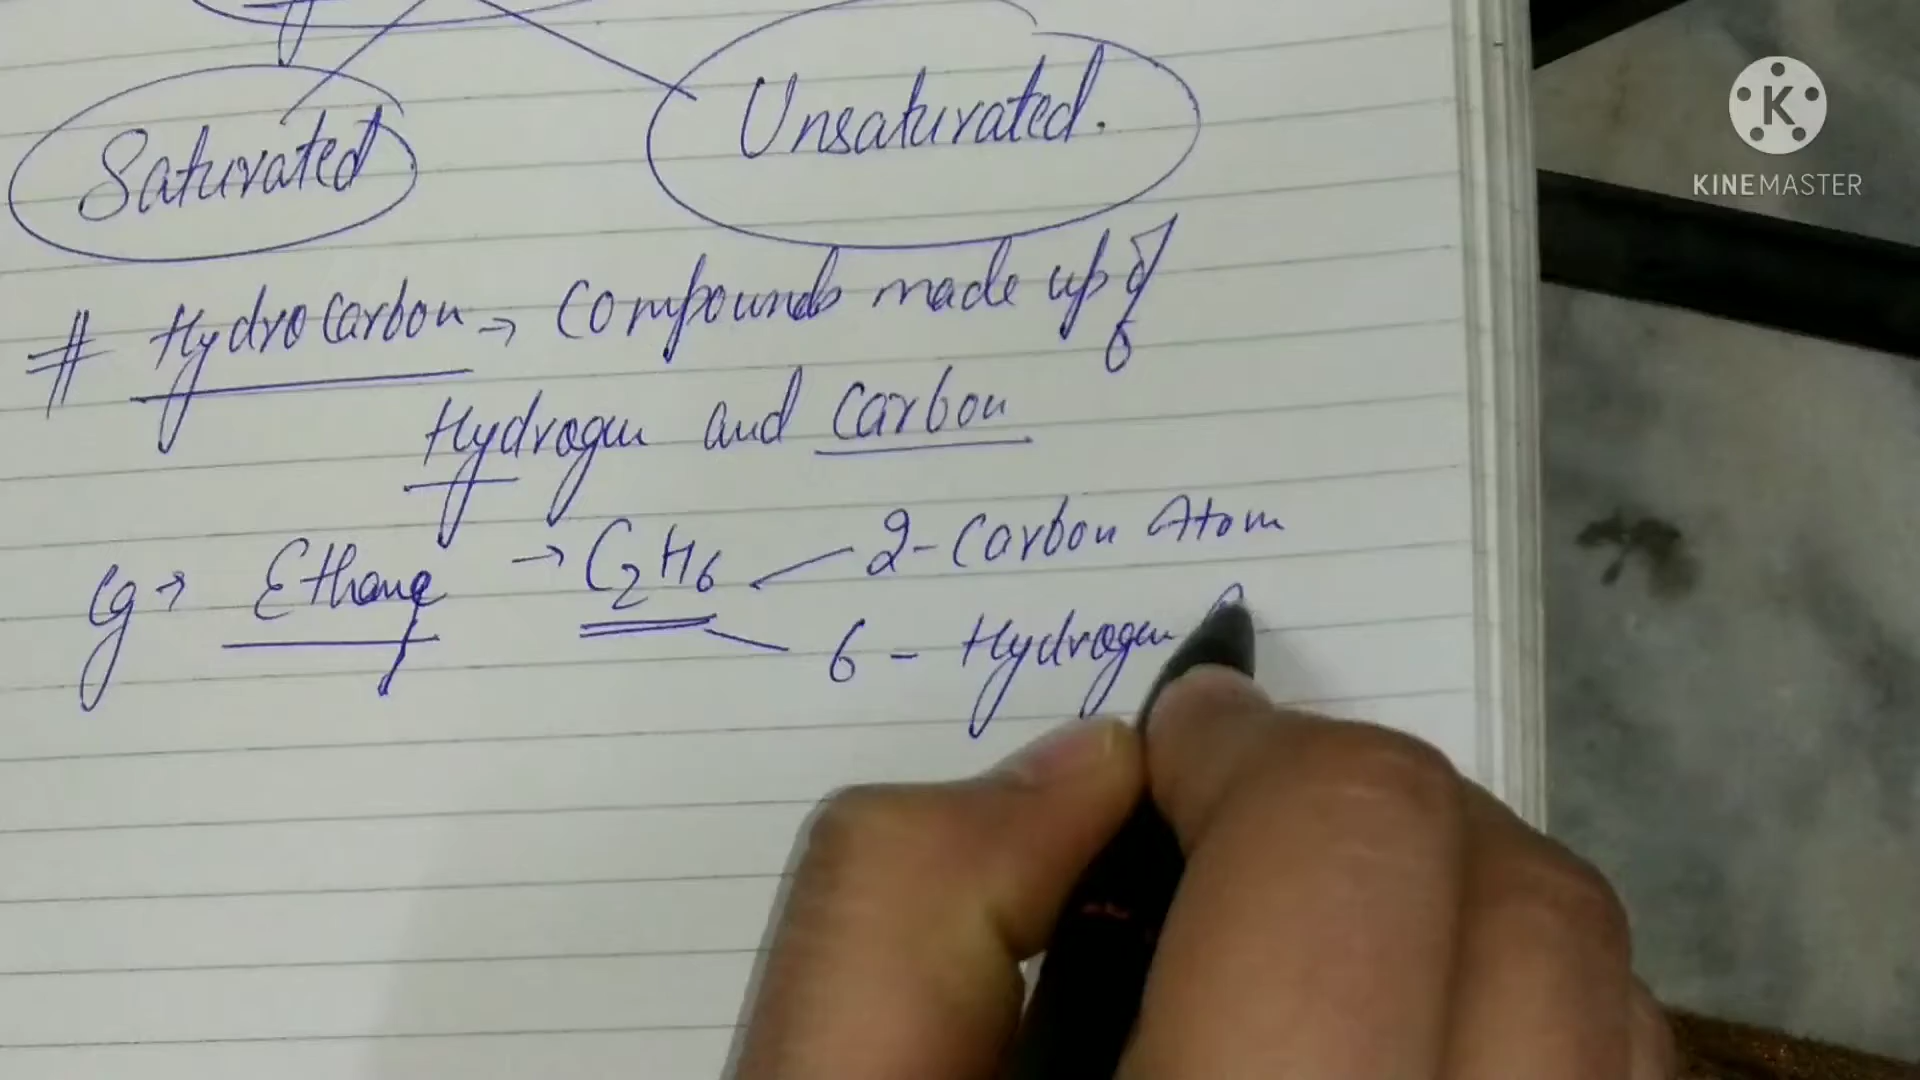 Saturated
Unsaturated.
# Hydrocarbon → Compounds made up of
Hydrogen and Carbon
eg → Ethane → C₂H₆
2 - Carbon Atom
6 - Hydrogen
K
KINEMASTER